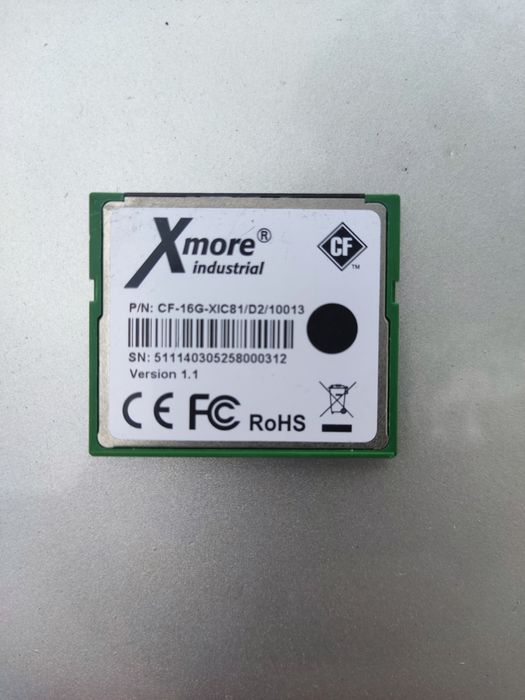 Xmore®
industrial
CF
TM
P/N: CF-16G-XIC81/D2/10013
SN: 511140305258000312
Version 1.1
CE FC RoHS